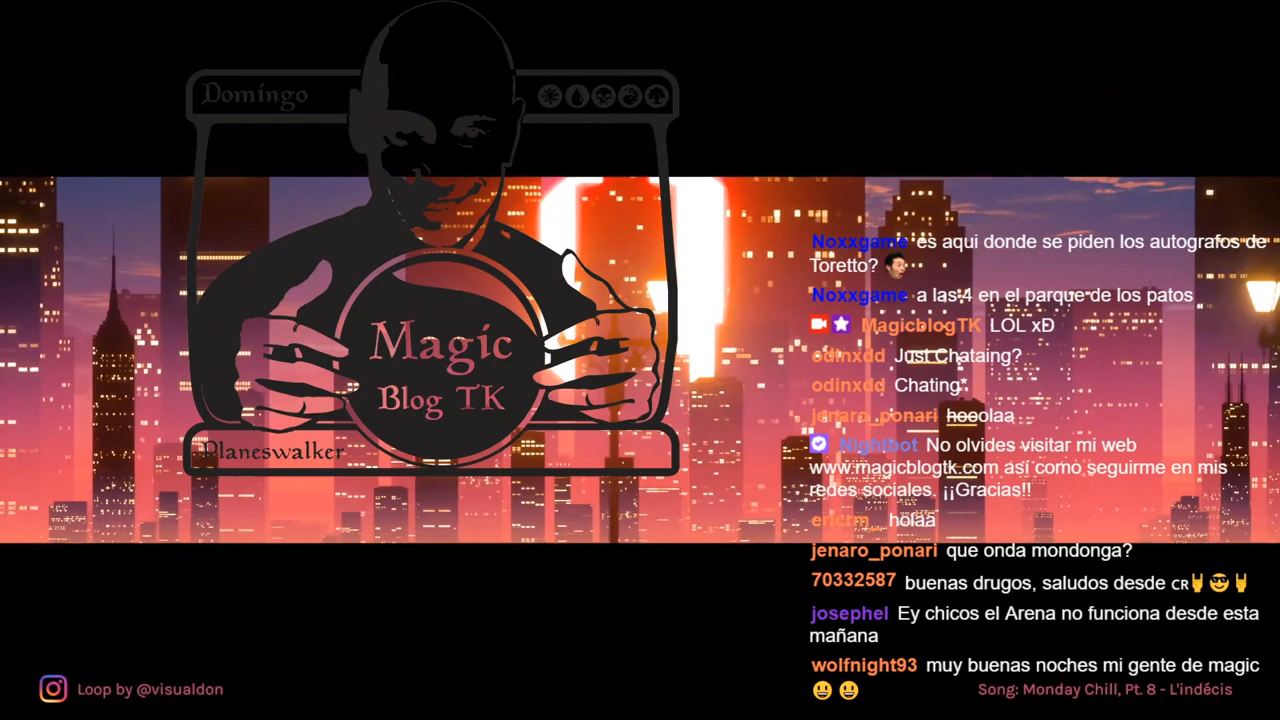 Domingo
Magic
Blog TK
Planeswalker
Noxxgame es aqui donde se piden los autografos de
Toretto?
Noxxgame a las 4 en el parque de los patos
MagicblogTK LOL xD
odinxdd Just Chataing?
odinxdd Chating*
jenaro_ponari hooolaa
Nightbot No olvides visitar mi web
www.magicblogtk.com así como seguirme en mis
redes sociales. ¡¡Gracias!!
holaa
jenaro_ponari que onda mondonga?
70332587 buenas drugos, saludos desde CR🤘😎🤘
josephel Ey chicos el Arena no funciona desde esta
mañana
wolfnight93 muy buenas noches mi gente de magic
😃 😃
Loop by @visualdon
Song: Monday Chill, Pt. 8 - L'indécis